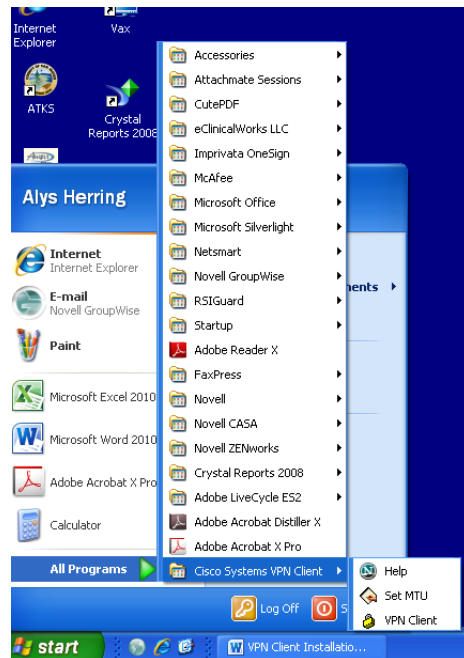 Internet
Explorer
Vax
ATKS
Crystal
Reports 2008
Alys Herring
Internet
Internet Explorer
E-mail
Novell GroupWise
Paint
Microsoft Excel 2010
Microsoft Word 2010
Adobe Acrobat X Pro
Calculator
All Programs
Accessories
Attachmate Sessions
CutePDF
eClinicalWorks LLC
Imprivata OneSign
McAfee
Microsoft Office
Microsoft Silverlight
Netsmart
Novell GroupWise
RSIGuard
Startup
Adobe Reader X
FaxPress
Novell
Novell CASA
Novell ZENworks
Crystal Reports 2008
Adobe LiveCycle ES2
Adobe Acrobat Distiller X
Adobe Acrobat X Pro
Cisco Systems VPN Client
Help
Set MTU
VPN Client
Log Off
start
VPN Client Installatio...